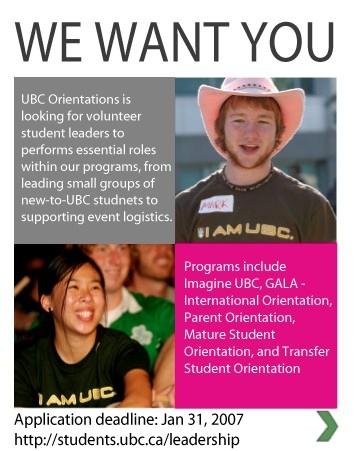 WE WANT YOU
UBC Orientations is
looking for volunteer
student leaders to
performs essential roles
within our programs, from
leading small groups of
new-to-UBC studnets to
supporting event logistics.
MARK
I AM UBC.
Programs include
Imagine UBC, GALA -
International Orientation,
Parent Orientation,
Mature Student
Orientation, and Transfer
Student Orientation
I AM UBC
Application deadline: Jan 31, 2007
http://students.ubc.ca/leadership